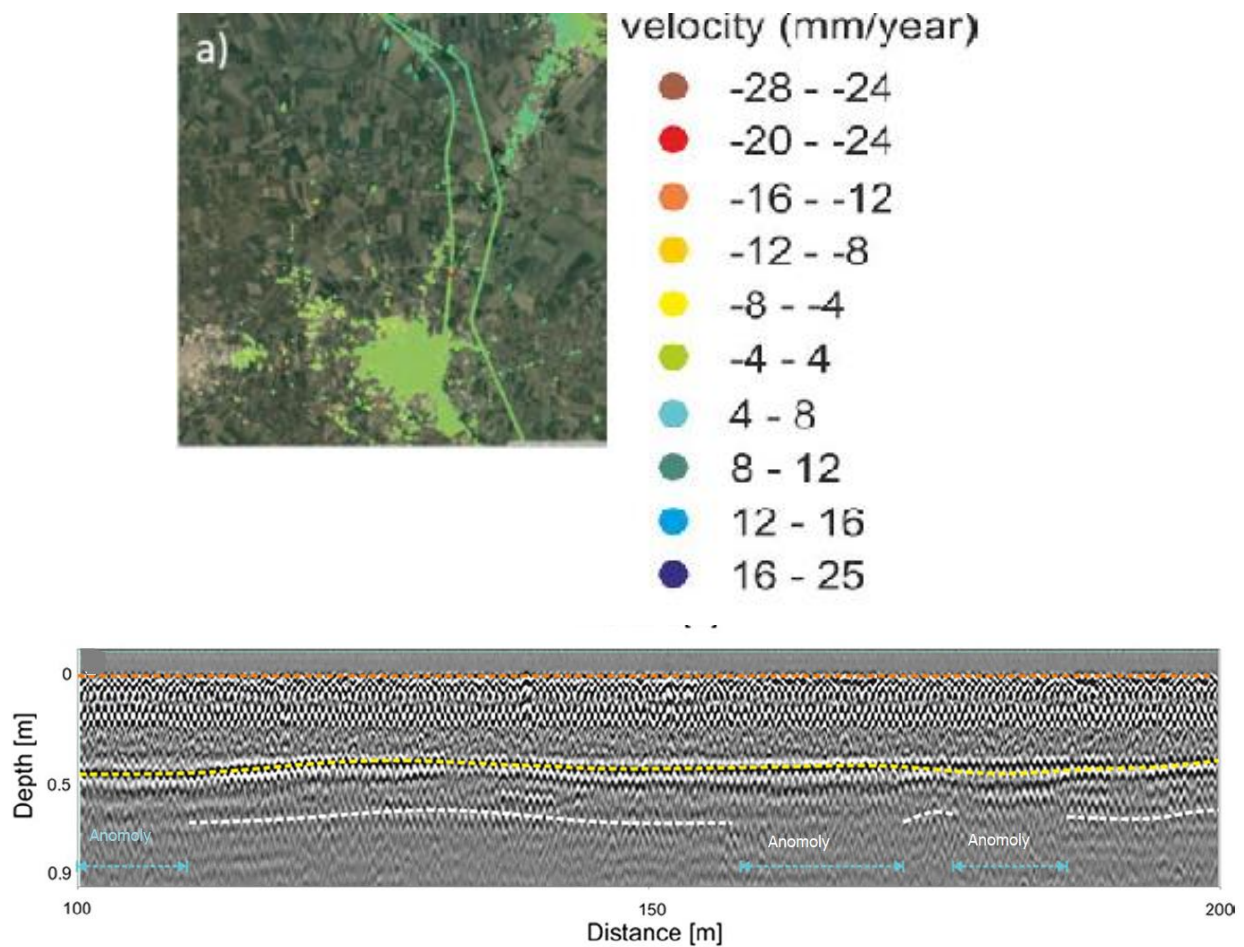 a)
velocity (mm/year)
-28 - -24
-20 - -24
-16 - -12
-12 - -8
-8 - -4
-4 - 4
4 - 8
8 - 12
12 - 16
16 - 25
0
0.5
0.9
Depth [m]
Anomoly
Anomoly
Anomoly
100
150
200
Distance [m]